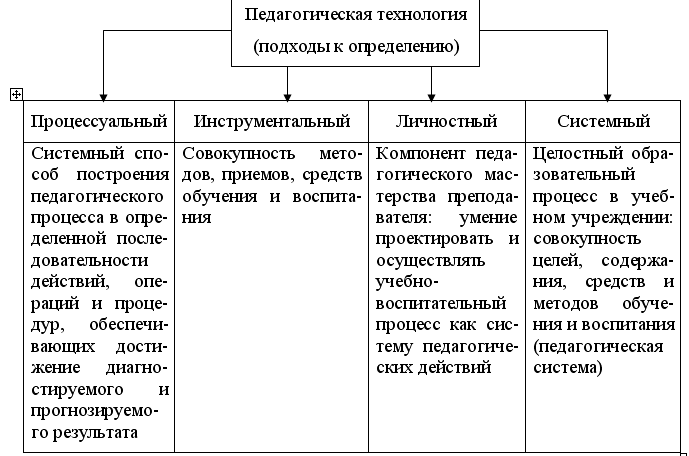 Педагогическая технология
(подходы к определению)
Процессуальный
Инструментальный
Личностный
Системный
Системный спо-
соб построения
педагогического
процесса в опре-
деленной после-
довательности
действий, опе-
раций и проце-
дур, обеспечи-
вающих дости-
жение диагно-
стируемого и
прогнозируемо-
го результата
Совокупность мето-
дов, приемов, средств
обучения и воспита-
ния
Компонент педа-
гогического мас-
терства препода-
вателя: умение
проектировать и
осуществлять
учебно-
воспитательный
процесс как сис-
тему педагогиче-
ских действий
Целостный обра-
зовательный
процесс в учеб-
ном учреждении:
совокупность
целей, содержа-
ния, средств и
методов обуче-
ния и воспитания
(педагогическая
система)